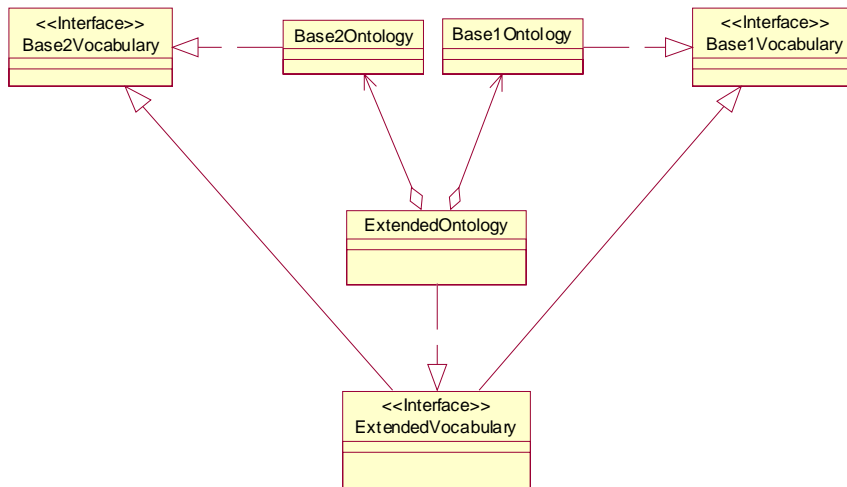 <<Interface>>
Base2Vocabulary
Base2Ontology
Base1Ontology
<<Interface>>
Base1Vocabulary
ExtendedOntology
<<Interface>>
ExtendedVocabulary